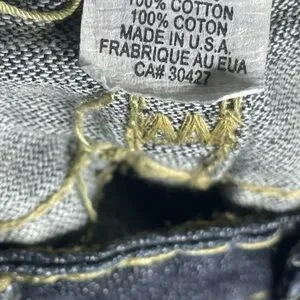 100% COTTON
100% COTON
MADE IN U.S.A.
FRABRIQUE AU EUA
CA# 30427